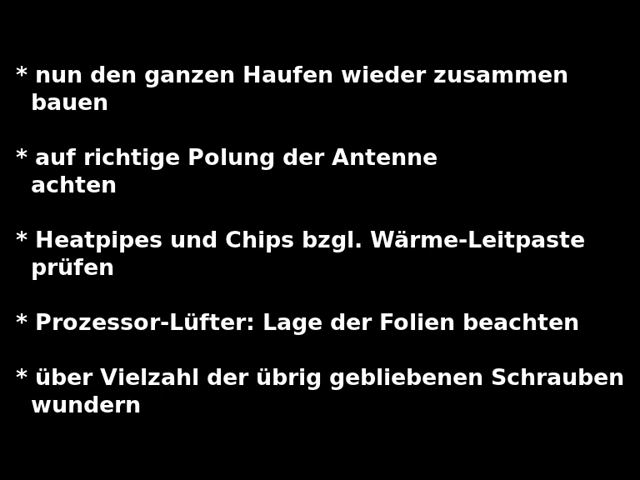 * nun den ganzen Haufen wieder zusammen
bauen
* auf richtige Polung der Antenne
achten
* Heatpipes und Chips bzgl. Wärme-Leitpaste
prüfen
* Prozessor-Lüfter: Lage der Folien beachten
* über Vielzahl der übrig gebliebenen Schrauben
wundern